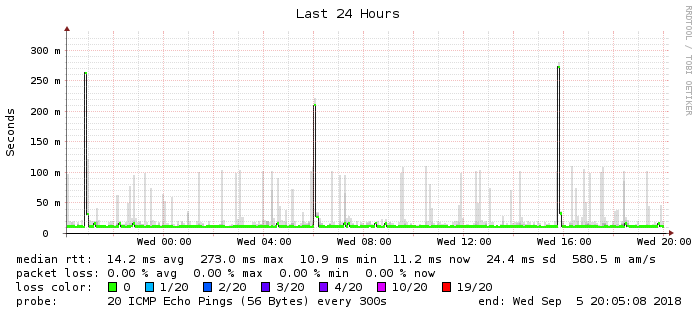 Last 24 Hours
RRDTOOL / TOBI OETIKER
Seconds
300 m
250 m
200 m
150 m
100 m
50 m
0
Wed 00:00 Wed 04:00 Wed 08:00 Wed 12:00 Wed 16:00 Wed 20:00
median rtt: 14.2 ms avg 273.0 ms max 10.9 ms min 11.2 ms now 24.4 ms sd 580.5 m am/s
packet loss: 0.00 % avg 0.00 % max 0.00 % min 0.00 % now
loss color: 0 1/20 2/20 3/20 4/20 10/20 19/20
probe: 20 ICMP Echo Pings (56 Bytes) every 300s end: Wed Sep 5 20:05:08 2018